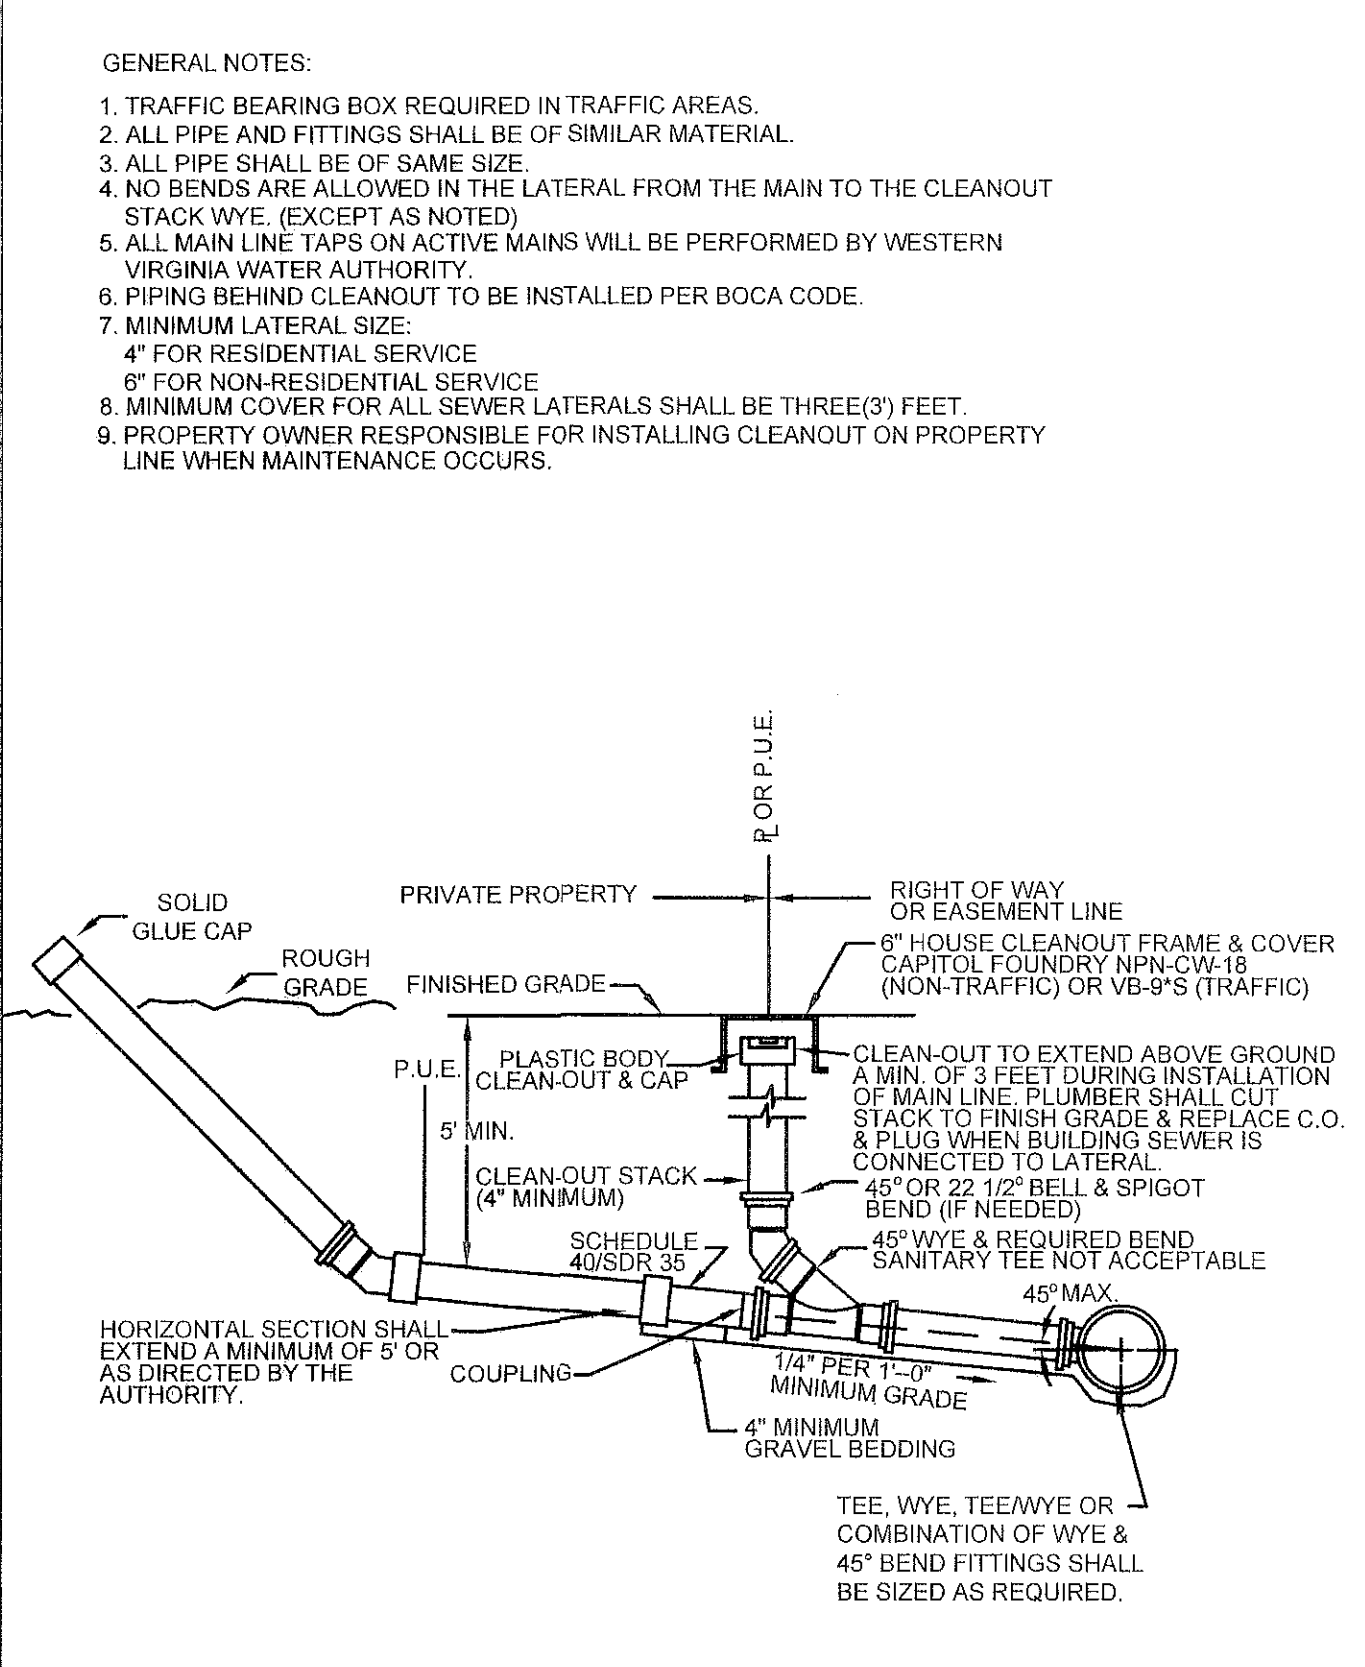 GENERAL NOTES:
1. TRAFFIC BEARING BOX REQUIRED IN TRAFFIC AREAS.
2. ALL PIPE AND FITTINGS SHALL BE OF SIMILAR MATERIAL.
3. ALL PIPE SHALL BE OF SAME SIZE.
4. NO BENDS ARE ALLOWED IN THE LATERAL FROM THE MAIN TO THE CLEANOUT
STACK WYE. (EXCEPT AS NOTED)
5. ALL MAIN LINE TAPS ON ACTIVE MAINS WILL BE PERFORMED BY WESTERN
VIRGINIA WATER AUTHORITY.
6. PIPING BEHIND CLEANOUT TO BE INSTALLED PER BOCA CODE.
7. MINIMUM LATERAL SIZE:
4" FOR RESIDENTIAL SERVICE
6" FOR NON-RESIDENTIAL SERVICE
8. MINIMUM COVER FOR ALL SEWER LATERALS SHALL BE THREE(3') FEET.
9. PROPERTY OWNER RESPONSIBLE FOR INSTALLING CLEANOUT ON PROPERTY
LINE WHEN MAINTENANCE OCCURS.
PL OR P.U.E.
PRIVATE PROPERTY
RIGHT OF WAY
OR EASEMENT LINE
SOLID
GLUE CAP
ROUGH
GRADE
FINISHED GRADE
6" HOUSE CLEANOUT FRAME & COVER
CAPITOL FOUNDRY NPN-CW-18
(NON-TRAFFIC) OR VB-9*S (TRAFFIC)
P.U.E.
PLASTIC BODY
CLEAN-OUT & CAP
CLEAN-OUT TO EXTEND ABOVE GROUND
A MIN. OF 3 FEET DURING INSTALLATION
OF MAIN LINE. PLUMBER SHALL CUT
STACK TO FINISH GRADE & REPLACE C.O.
& PLUG WHEN BUILDING SEWER IS
CONNECTED TO LATERAL.
5' MIN.
CLEAN-OUT STACK
(4" MINIMUM)
45° OR 22 1/2° BELL & SPIGOT
BEND (IF NEEDED)
SCHEDULE
40/SDR 35
45° WYE & REQUIRED BEND
SANITARY TEE NOT ACCEPTABLE
45° MAX.
HORIZONTAL SECTION SHALL
EXTEND A MINIMUM OF 5' OR
AS DIRECTED BY THE
AUTHORITY.
COUPLING
1/4" PER 1'--0"
MINIMUM GRADE
4" MINIMUM
GRAVEL BEDDING
TEE, WYE, TEE/WYE OR
COMBINATION OF WYE &
45° BEND FITTINGS SHALL
BE SIZED AS REQUIRED.